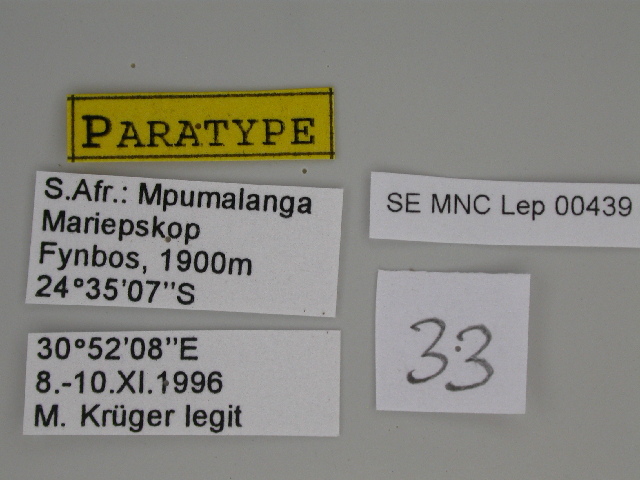 PARATYPE
S.Afr.: Mpumalanga
Mariepskop
Fynbos, 1900m
24°35'07"S
30°52'08"E
8.-10.XI.1996
M. Krüger legit
SE MNC Lep 00439
33